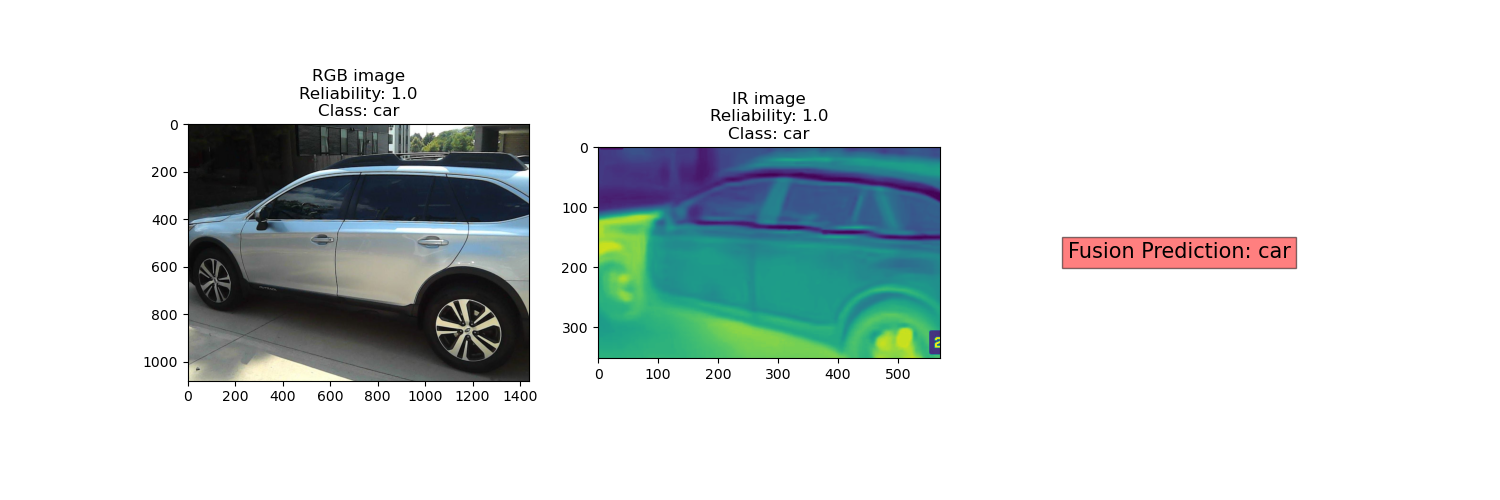 RGB image
Reliability: 1.0
Class: car
0
200
400
600
800
1000
0 200 400 600 800 1000 1200 1400
IR image
Reliability: 1.0
Class: car
0
100
200
300
0 100 200 300 400 500
2
Fusion Prediction: car